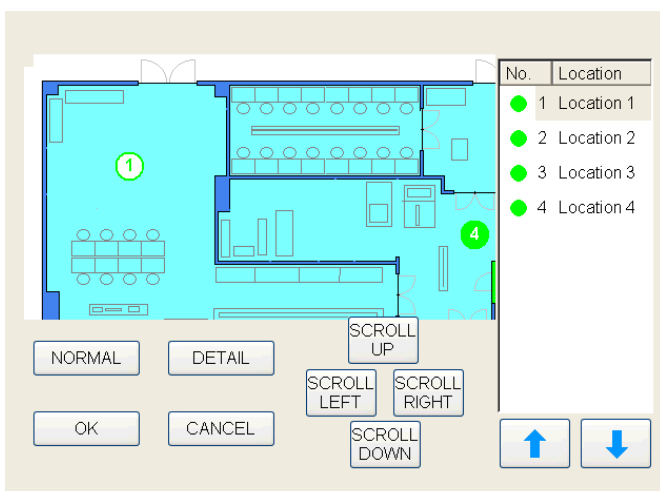 No. Location
1 Location 1
2 Location 2
3 Location 3
4 Location 4
1
4
NORMAL
DETAIL
SCROLL
UP
SCROLL
LEFT
SCROLL
RIGHT
OK
CANCEL
SCROLL
DOWN